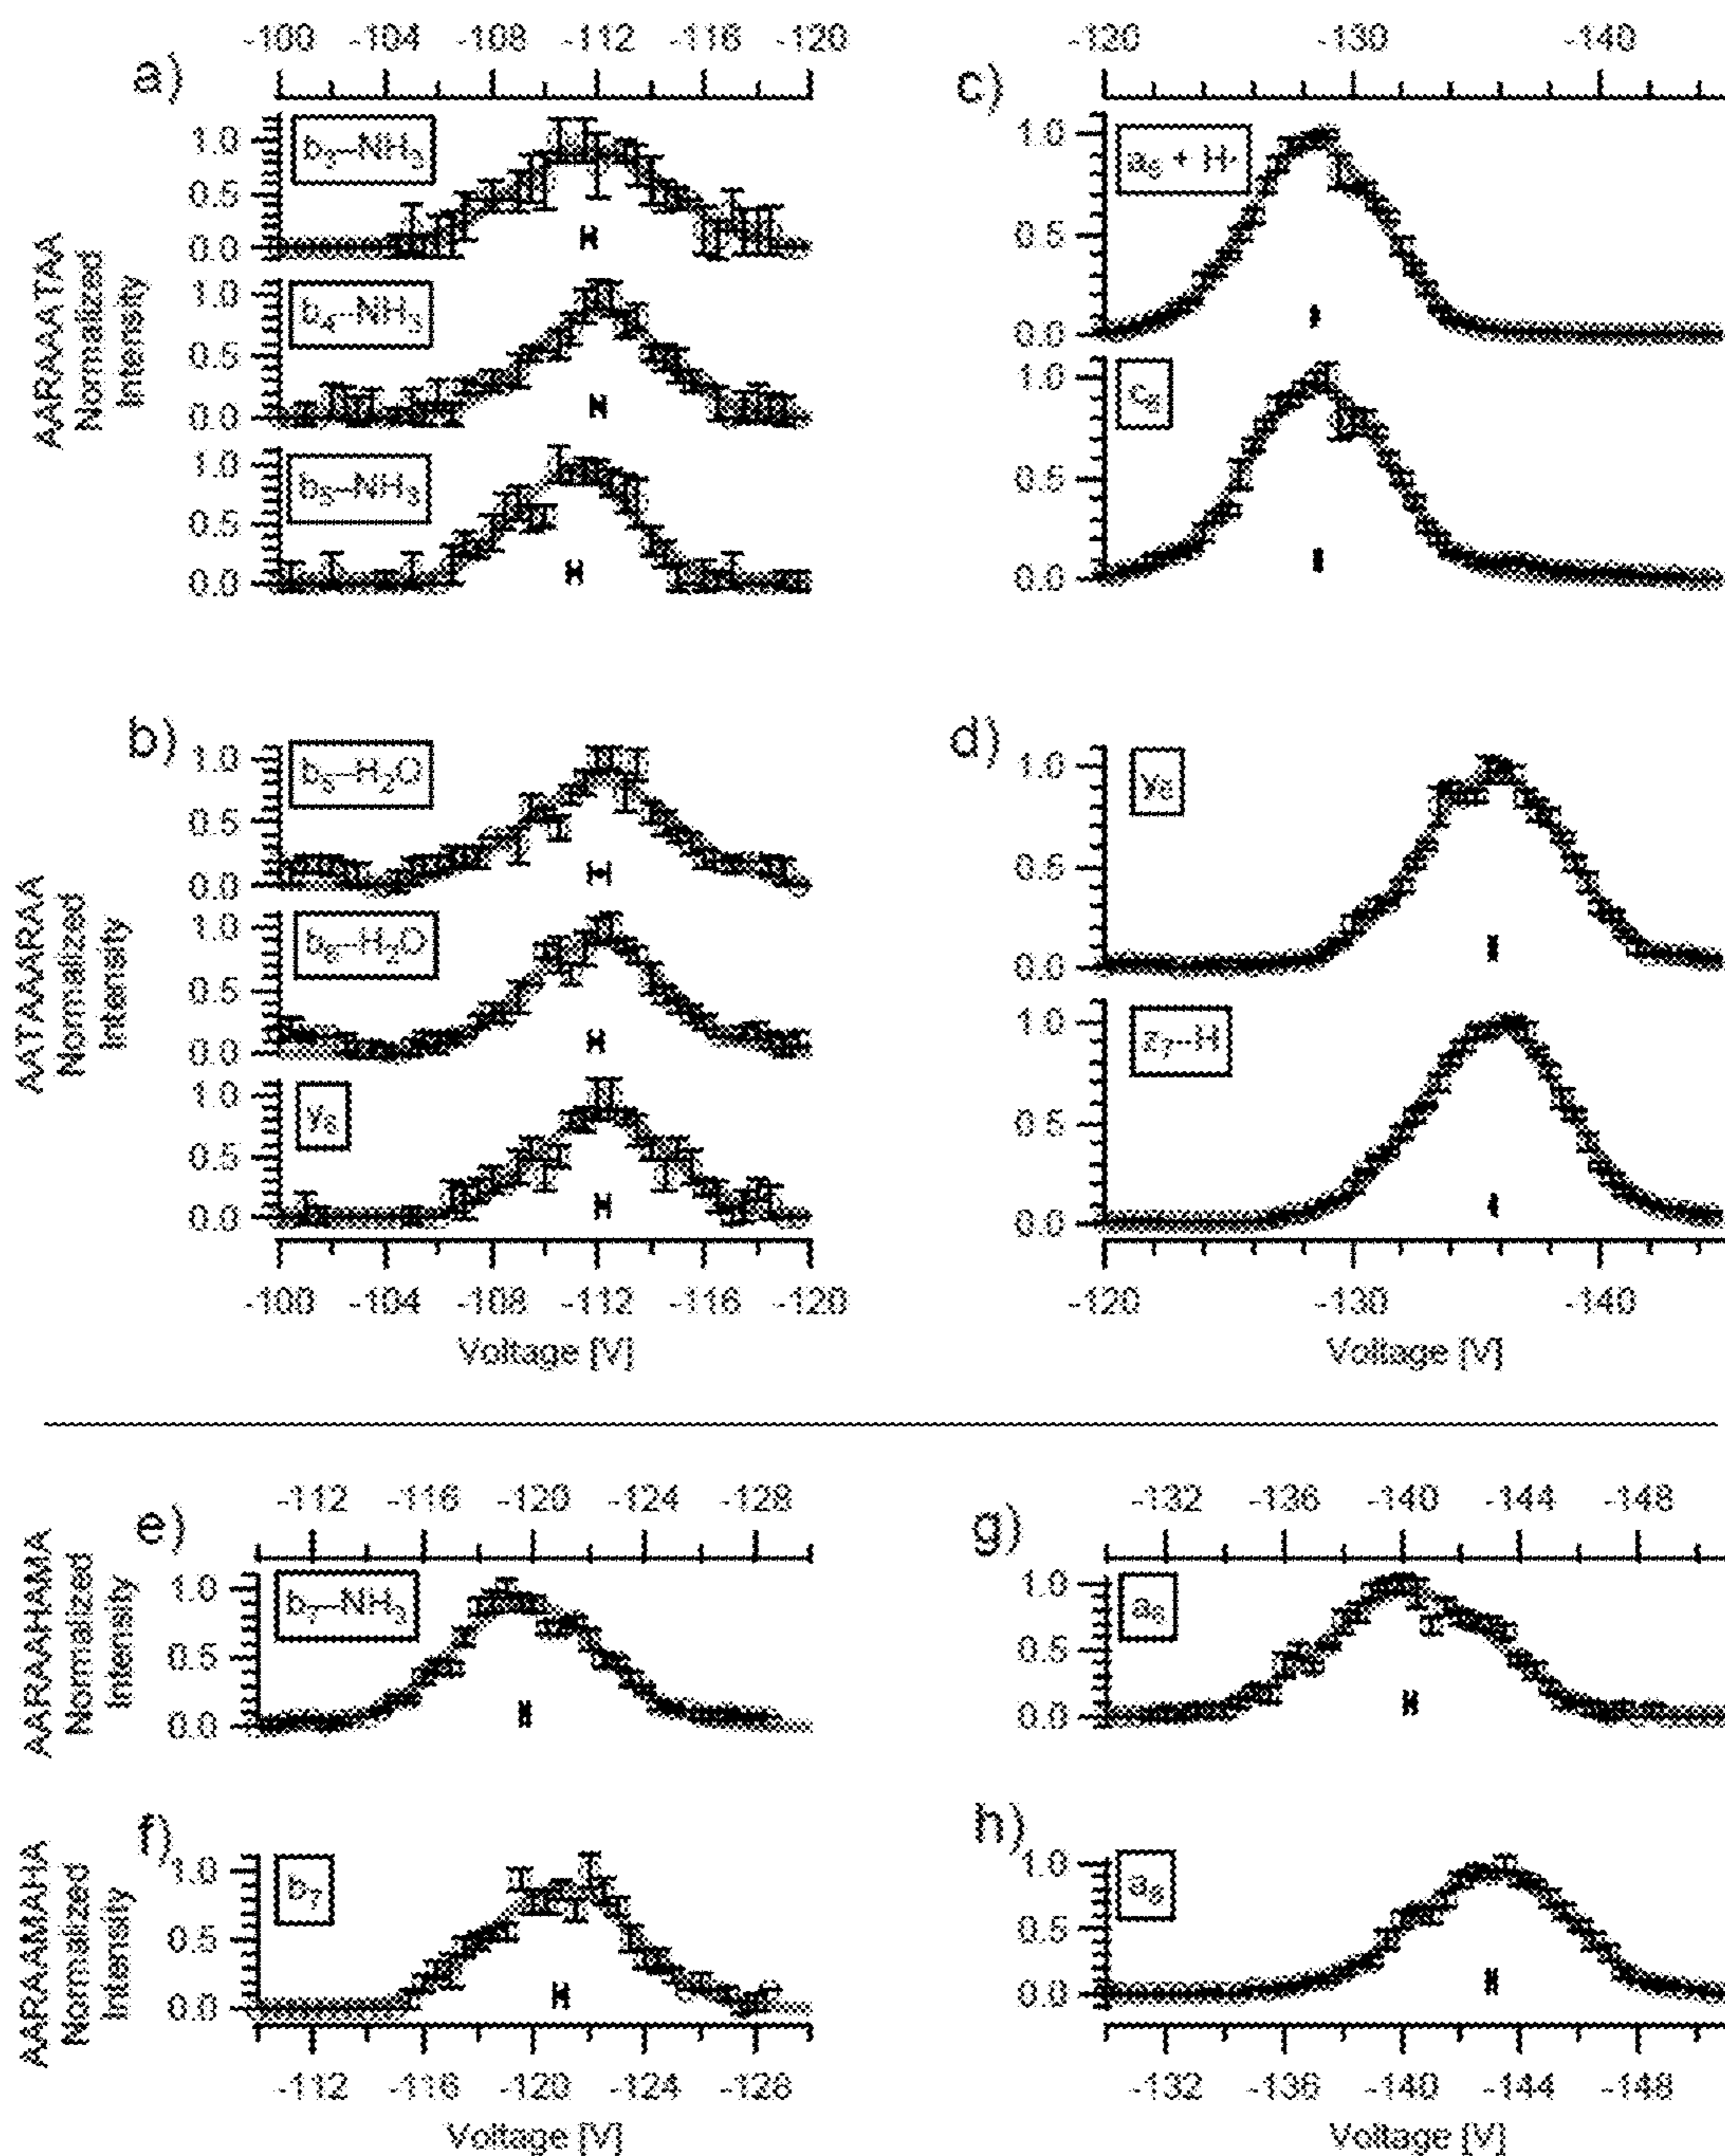 a)
-100 -104 -108 -112 -116 -120
AARAAATAA
Normalized
Intensity
1.0
0.5
0.0
b3–NH3
1.0
0.5
0.0
b4–NH3
1.0
0.5
0.0
b5–NH3
c)
-120 -130 -140
1.0
0.5
0.0
1.0
0.5
0.0
b)
AATAAARAA
Normalized
Intensity
1.0
0.5
0.0
b5–H2O
1.0
0.5
0.0
b6–H2O
1.0
0.5
0.0
-100 -104 -108 -112 -116 -120
Voltage [V]
d)
1.0
0.5
0.0
1.0
0.5
0.0
z7–H
-120 -130 -140
Voltage [V]
e)
-112 -116 -120 -124 -128
AARAAHAMA
Normalized
Intensity
1.0
0.5
0.0
b7–NH3
g)
-132 -136 -140 -144 -148
1.0
0.5
0.0
a8
f)
AARAAMAHA
Normalized
Intensity
1.0
0.5
0.0
b7
-112 -116 -120 -124 -128
Voltage [V]
h)
1.0
0.5
0.0
a8
-132 -136 -140 -144 -148
Voltage [V]